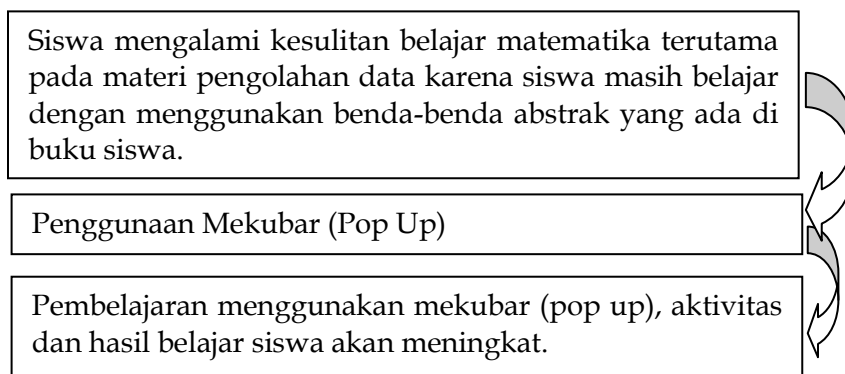 Siswa mengalami kesulitan belajar matematika terutama
pada materi pengolahan data karena siswa masih belajar
dengan menggunakan benda-benda abstrak yang ada di
buku siswa.
Penggunaan Mekubar (Pop Up)
Pembelajaran menggunakan mekubar (pop up), aktivitas
dan hasil belajar siswa akan meningkat.